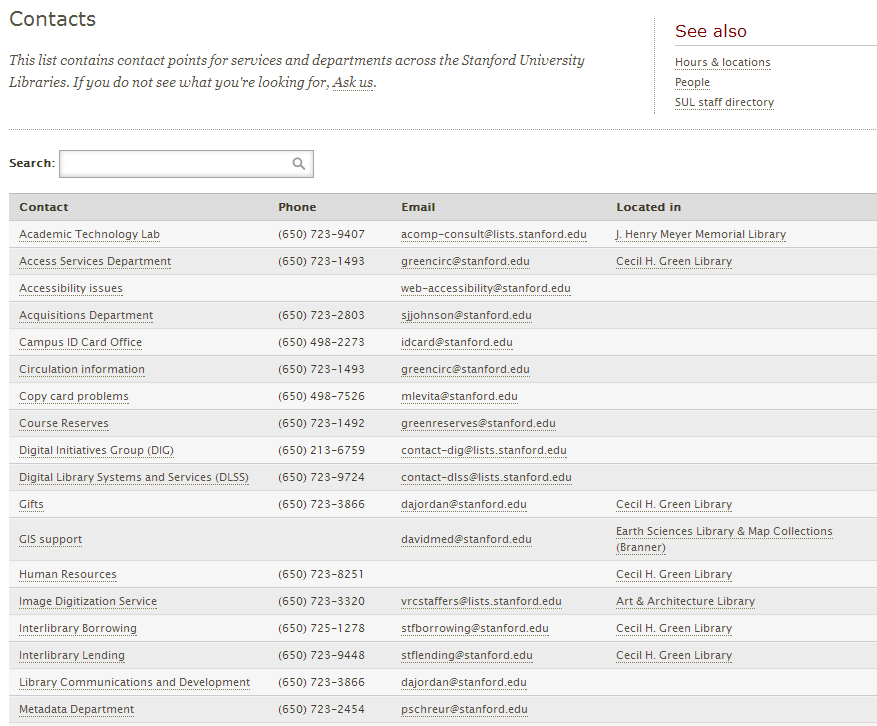 Contacts
This list contains contact points for services and departments across the Stanford University
Libraries. If you do not see what you're looking for, Ask us.
See also
Hours & locations
People
SUL staff directory
Search:
Contact Phone Email Located in
Academic Technology Lab (650) 723-9407 acomp-consult@lists.stanford.edu J. Henry Meyer Memorial Library
Access Services Department (650) 723-1493 greencirc@stanford.edu Cecil H. Green Library
Accessibility issues web-accessibility@stanford.edu
Acquisitions Department (650) 723-2803 sjjohnson@stanford.edu
Campus ID Card Office (650) 498-2273 idcard@stanford.edu
Circulation information (650) 723-1493 greencirc@stanford.edu
Copy card problems (650) 498-7526 mlevita@stanford.edu
Course Reserves (650) 723-1492 greenreserves@stanford.edu
Digital Initiatives Group (DIG) (650) 213-6759 contact-dig@lists.stanford.edu
Digital Library Systems and Services (DLSS) (650) 723-9724 contact-dlss@lists.stanford.edu
Gifts (650) 723-3866 dajordan@stanford.edu Cecil H. Green Library
GIS support davidmed@stanford.edu Earth Sciences Library & Map Collections
(Branner)
Human Resources (650) 723-8251 Cecil H. Green Library
Image Digitization Service (650) 723-3320 vrcstaffers@lists.stanford.edu Art & Architecture Library
Interlibrary Borrowing (650) 725-1278 stfborrowing@stanford.edu Cecil H. Green Library
Interlibrary Lending (650) 723-9448 stflending@stanford.edu Cecil H. Green Library
Library Communications and Development (650) 723-3866 dajordan@stanford.edu
Metadata Department (650) 723-2454 pschreur@stanford.edu